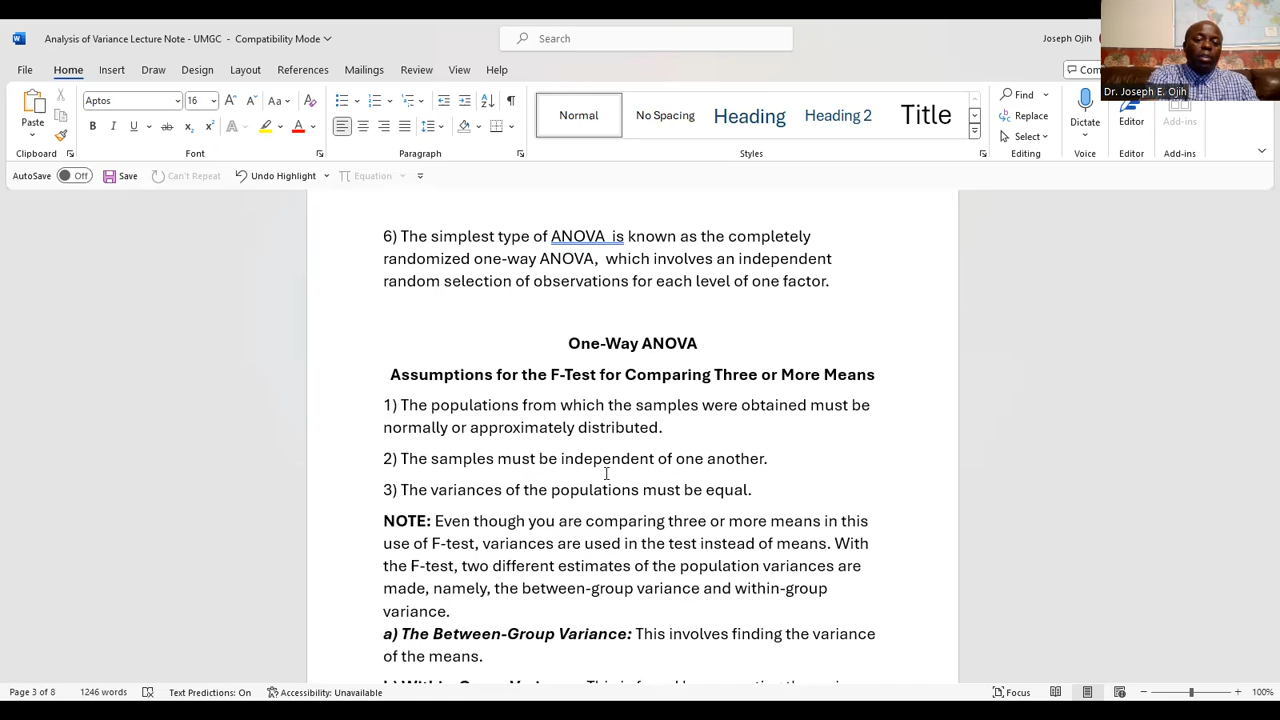 Analysis of Variance Lecture Note - UMGC - Compatibility Mode
Search
Joseph Ojih
File Home Insert Draw Design Layout References Mailings Review View Help
Com
Dr. Joseph E. Ojih
Paste
Aptos 16
Normal
No Spacing
Heading
Heading 2
Title
Find
Replace
Select
Dictate
Editor
Add-ins
Clipboard Font Paragraph Styles Editing Voice Editor Add-ins
AutoSave Off Save Can't Repeat Undo Highlight Equation
6) The simplest type of ANOVA is known as the completely
randomized one-way ANOVA, which involves an independent
random selection of observations for each level of one factor.
One-Way ANOVA
Assumptions for the F-Test for Comparing Three or More Means
1) The populations from which the samples were obtained must be
normally or approximately distributed.
2) The samples must be independent of one another.
3) The variances of the populations must be equal.
NOTE: Even though you are comparing three or more means in this
use of F-test, variances are used in the test instead of means. With
the F-test, two different estimates of the population variances are
made, namely, the between-group variance and within-group
variance.
a) The Between-Group Variance: This involves finding the variance
of the means.
Page 3 of 8 1246 words Text Predictions: On Accessibility: Unavailable Focus 100%